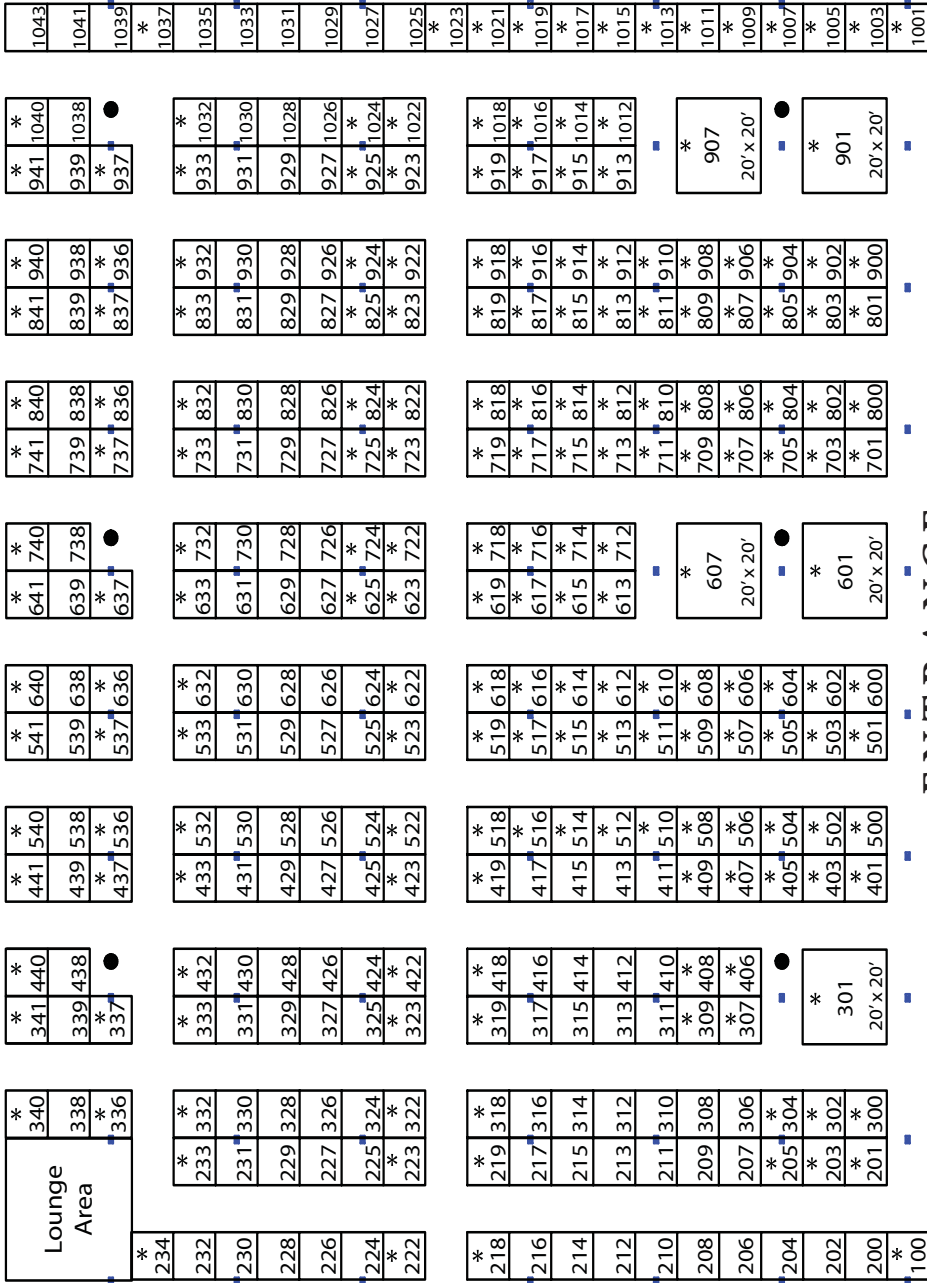 1043 1041 1039 * 1037 1035 1033 1031 1029 1027 1025 * 1023 * 1021 * 1019 * 1017 * 1015 * 1013 * 1011 * 1009 * 1007 * 1005 * 1003 * 1001
* 1040 1038 * 1032 1030 1028 1026 * 1024 * 1022 * 1018 * 1016 * 1014 * 1012
* 941 939 * 937 * 933 931 929 927 * 925 * 923 * 919 * 917 * 915 * 913
* 907 20' x 20'
* 901 20' x 20'
* 940 938 * 936 * 932 930 928 926 * 924 * 922 * 918 * 916 * 914 * 912 * 910 * 908 * 906 * 904 * 902 * 900
* 841 839 * 837 * 833 831 829 827 * 825 * 823 * 819 * 817 * 815 * 813 * 811 * 809 * 807 * 805 * 803 * 801
* 840 838 * 836 * 832 830 828 826 * 824 * 822 * 818 * 816 * 814 * 812 * 810 * 808 * 806 * 804 * 802 * 800
* 741 739 * 737 * 733 731 729 727 * 725 * 723 * 719 * 717 * 715 * 713 * 711 * 709 * 707 * 705 * 703 * 701
* 740 738 * 732 730 728 726 * 724 * 722 * 718 * 716 * 714 * 712
* 641 639 * 637 * 633 631 629 627 * 625 * 623 * 619 * 617 * 615 * 613
* 607 20' x 20'
* 601 20' x 20'
* 640 638 * 636 * 632 630 628 626 624 * 622 * 618 * 616 * 614 * 612 * 610 * 608 * 606 * 604 * 602 * 600
* 541 539 * 537 * 533 531 529 527 525 * 523 * 519 * 517 * 515 * 513 * 511 * 509 * 507 * 505 * 503 * 501
* 540 538 * 536 * 532 530 528 526 524 * 522 * 518 * 516 * 514 * 512 * 510 * 508 * 506 * 504 * 502 * 500
* 441 439 * 437 * 433 431 429 427 425 * 423 * 419 417 415 413 411 * 409 * 407 * 405 * 403 * 401
* 440 438 * 432 430 428 426 424 * 422 * 418 416 414 412 410 * 408 * 406
* 341 339 * 337 * 333 331 329 327 325 * 323 * 319 317 315 313 311 * 309 * 307
* 301 20' x 20'
* 340 338 * 336 * 332 330 328 326 324 * 322 * 318 316 314 312 310 308 306 * 304 * 302 * 300
Lounge
Area
* 233 231 229 227 225 * 223 * 219 217 215 213 211 209 207 * 205 * 203 * 201
* 234 232 230 228 226 224 * 222 * 218 216 214 212 210 208 206 204 202 200 * 100